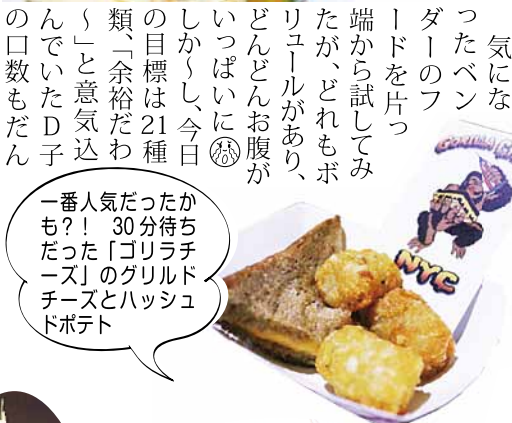 気にな
ったベン
ダーのフ
ードを片っ
端から試してみ
たが、どれもボ
リュールがあり、
どんどんお腹が
いっぱいに
しか〜し、今日
の目標は21種
類、「余裕だわ
〜」と意気込
んでいたD子
の口数もだん
一番人気だったか
も?! 30分待ち
だった「ゴリラチ
ーズ」のグリルド
チーズとハッシュ
ドポテト
GORILLA CHEESE
NYC